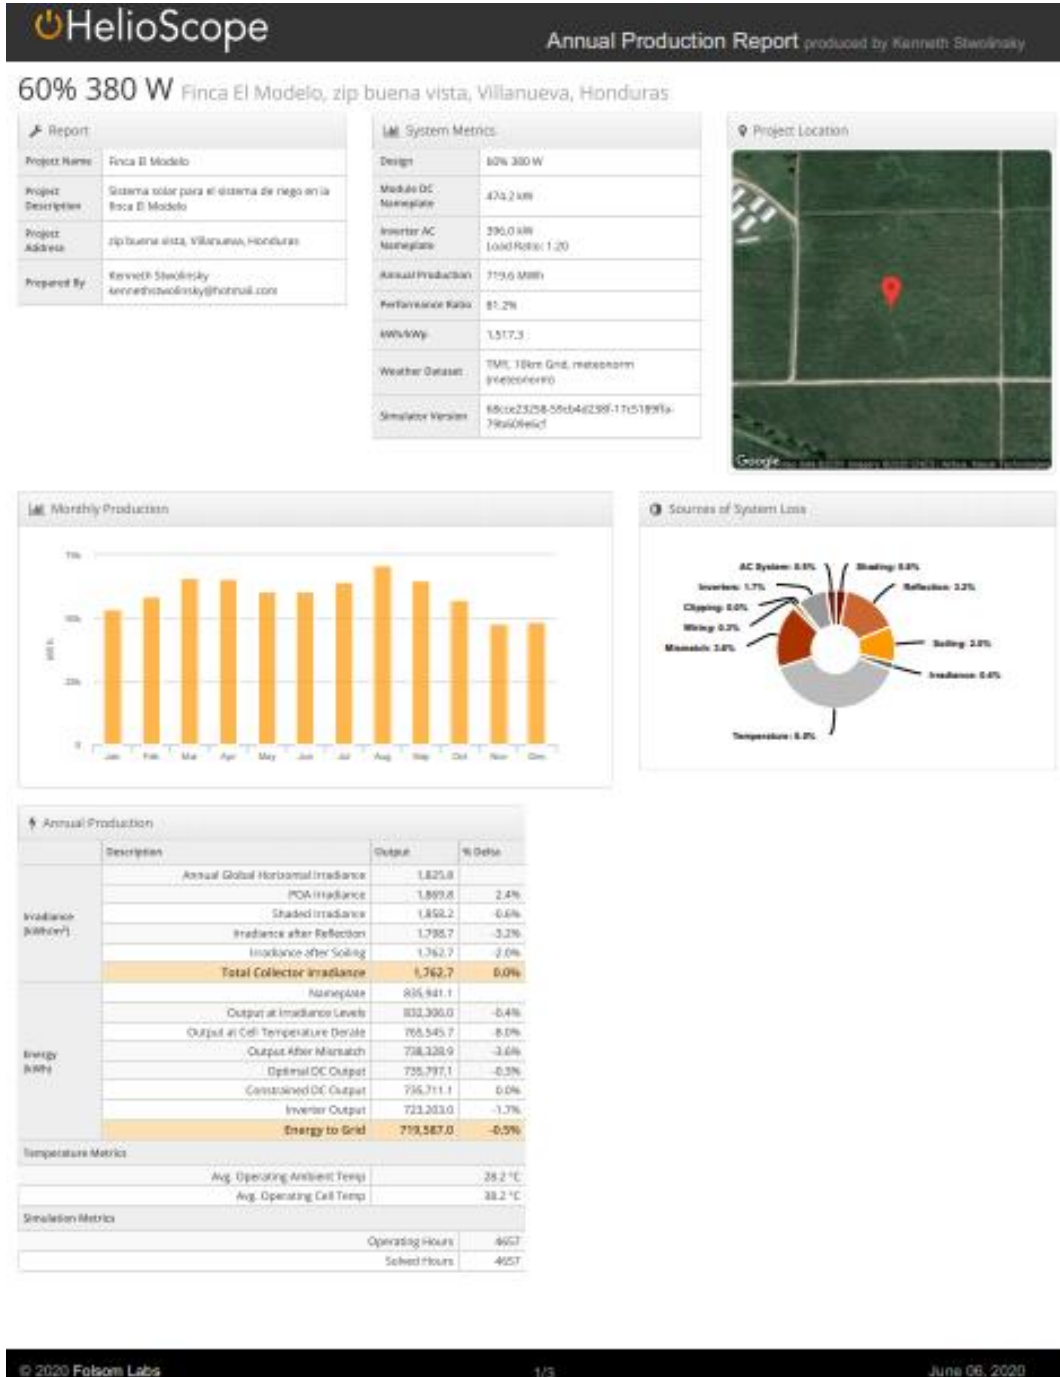 HelioScope
Annual Production Report produced by Kenneth Stwolinsky
60% 380 W Finca El Modelo, zip buena vista, Villanueva, Honduras
Report
Project Name Finca El Modelo
Project Description Sistema solar para el sistema de riego en la finca El Modelo
Project Address zip buena vista, Villanueva, Honduras
Prepared By Kenneth Stwolinsky
kennethstwolinsky@hotmail.com
System Metrics
Design 60% 380 W
Module DC Nameplate 474.2 kW
Inverter AC Nameplate 396.0 kW
Load Ratio: 1.20
Annual Production 719.6 MWh
Performance Ratio 81.2%
kWh/kWp 1,517.3
Weather Dataset TMY, 10km Grid, meteonorm (meteonorm)
Simulator Version
Project Location
Google
Monthly Production
75k
50k
25k
0
kWh
Jan Feb Mar Apr May Jun Jul Aug Sep Oct Nov Dec
Sources of System Loss
AC System: 0.5%
Shading: 0.6%
Inverters: 1.7%
Reflection: 3.2%
Clipping: 0.0%
Wiring: 0.3%
Mismatch: 3.6%
Soiling: 2.0%
Irradiance: 0.4%
Temperature: 8.0%
Annual Production
Description Output % Delta
Irradiance (kWh/m²)
Annual Global Horizontal Irradiance 1,825.8
POA Irradiance 1,869.8 2.4%
Shaded Irradiance 1,858.2 -0.6%
Irradiance after Reflection 1,798.7 -3.2%
Irradiance after Soiling 1,762.7 -2.0%
Total Collector Irradiance 1,762.7 0.0%
Energy (kWh)
Nameplate 835,941.1
Output at Irradiance Levels 832,306.0 -0.4%
Output at Cell Temperature Derate 765,545.7 -8.0%
Output After Mismatch 738,328.9 -3.6%
Optimal DC Output 735,797.1 -0.3%
Constrained DC Output 735,711.1 0.0%
Inverter Output 723,203.0 -1.7%
Energy to Grid 719,587.0 -0.5%
Temperature Metrics
Avg. Operating Ambient Temp 28.2 °C
Avg. Operating Cell Temp 38.2 °C
Simulation Metrics
Operating Hours 4657
Solved Hours 4657
© 2020 Folsom Labs
1/3
June 06, 2020